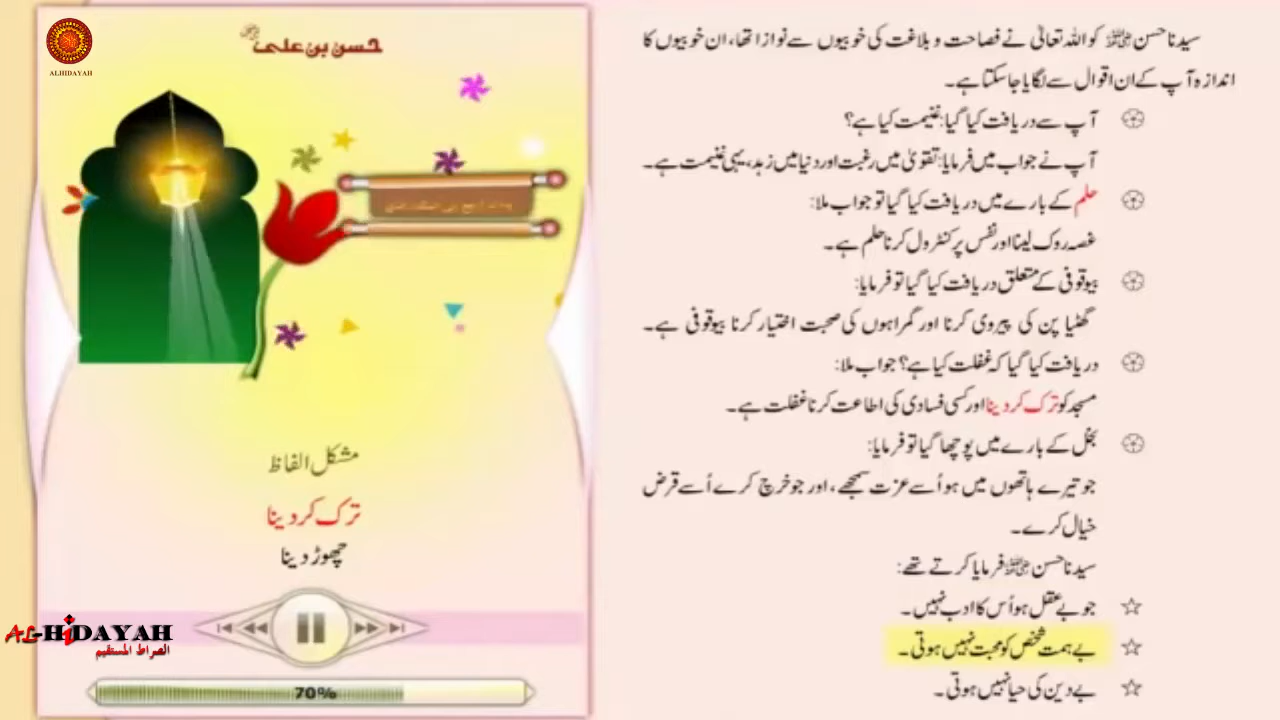 ALHIDAYAH
حسن بن علی
سیدنا حسن ؓ کو اللہ تعالیٰ نے فصاحت و بلاغت کی خوبیوں سے نوازا تھا، ان خوبیوں کا
اندازہ آپ کے ان اقوال سے لگایا جاسکتا ہے۔
آپ سے دریافت کیا گیا: غنیمت کیا ہے؟
آپ نے جواب میں فرمایا: تقویٰ میں رغبت اور دنیا میں زہد، یہی غنیمت ہے۔
حلم کے بارے میں دریافت کیا گیا تو جواب ملا:
غصہ روک لینا اور نفس پر کنٹرول کرنا حلم ہے۔
بیوقوفی کے متعلق دریافت کیا گیا تو فرمایا:
گھٹیا پن کی پیروی کرنا اور گمراہوں کی صحبت اختیار کرنا بیوقوفی ہے۔
دریافت کیا گیا کہ غفلت کیا ہے؟ جواب ملا:
مسجد کو ترک کردینا اور کسی فسادی کی اطاعت کرنا غفلت ہے۔
بخل کے بارے میں پوچھا گیا تو فرمایا:
جو تیرے ہاتھوں میں ہو اُسے عزت سمجھے، اور جو خرچ کرے اُسے قرض
خیال کرے۔
سیدنا حسن ؓ فرمایا کرتے تھے:
جو بے عقل ہو اُس کا ادب نہیں۔
بے ہمت شخص کو محبت نہیں ہوتی۔
بے دین کی حیا نہیں ہوتی۔
مشکل الفاظ
ترک کردینا
چھوڑ دینا
AL-HiDAYAH
الصراط المستقیم
70%